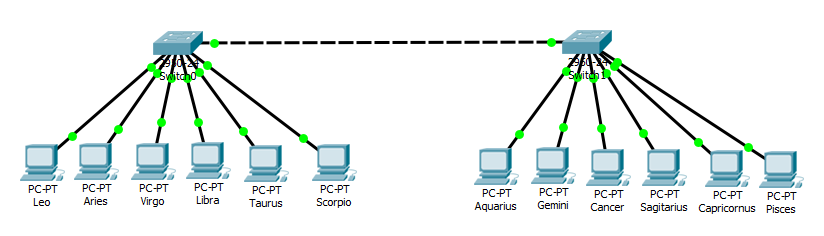 2950-24
Switch0
2950-24
Switch1
PC-PT
Leo
PC-PT
Aries
PC-PT
Virgo
PC-PT
Libra
PC-PT
Taurus
PC-PT
Scorpio
PC-PT
Aquarius
PC-PT
Gemini
PC-PT
Cancer
PC-PT
Sagitarius
PC-PT
Capricornus
PC-PT
Pisces